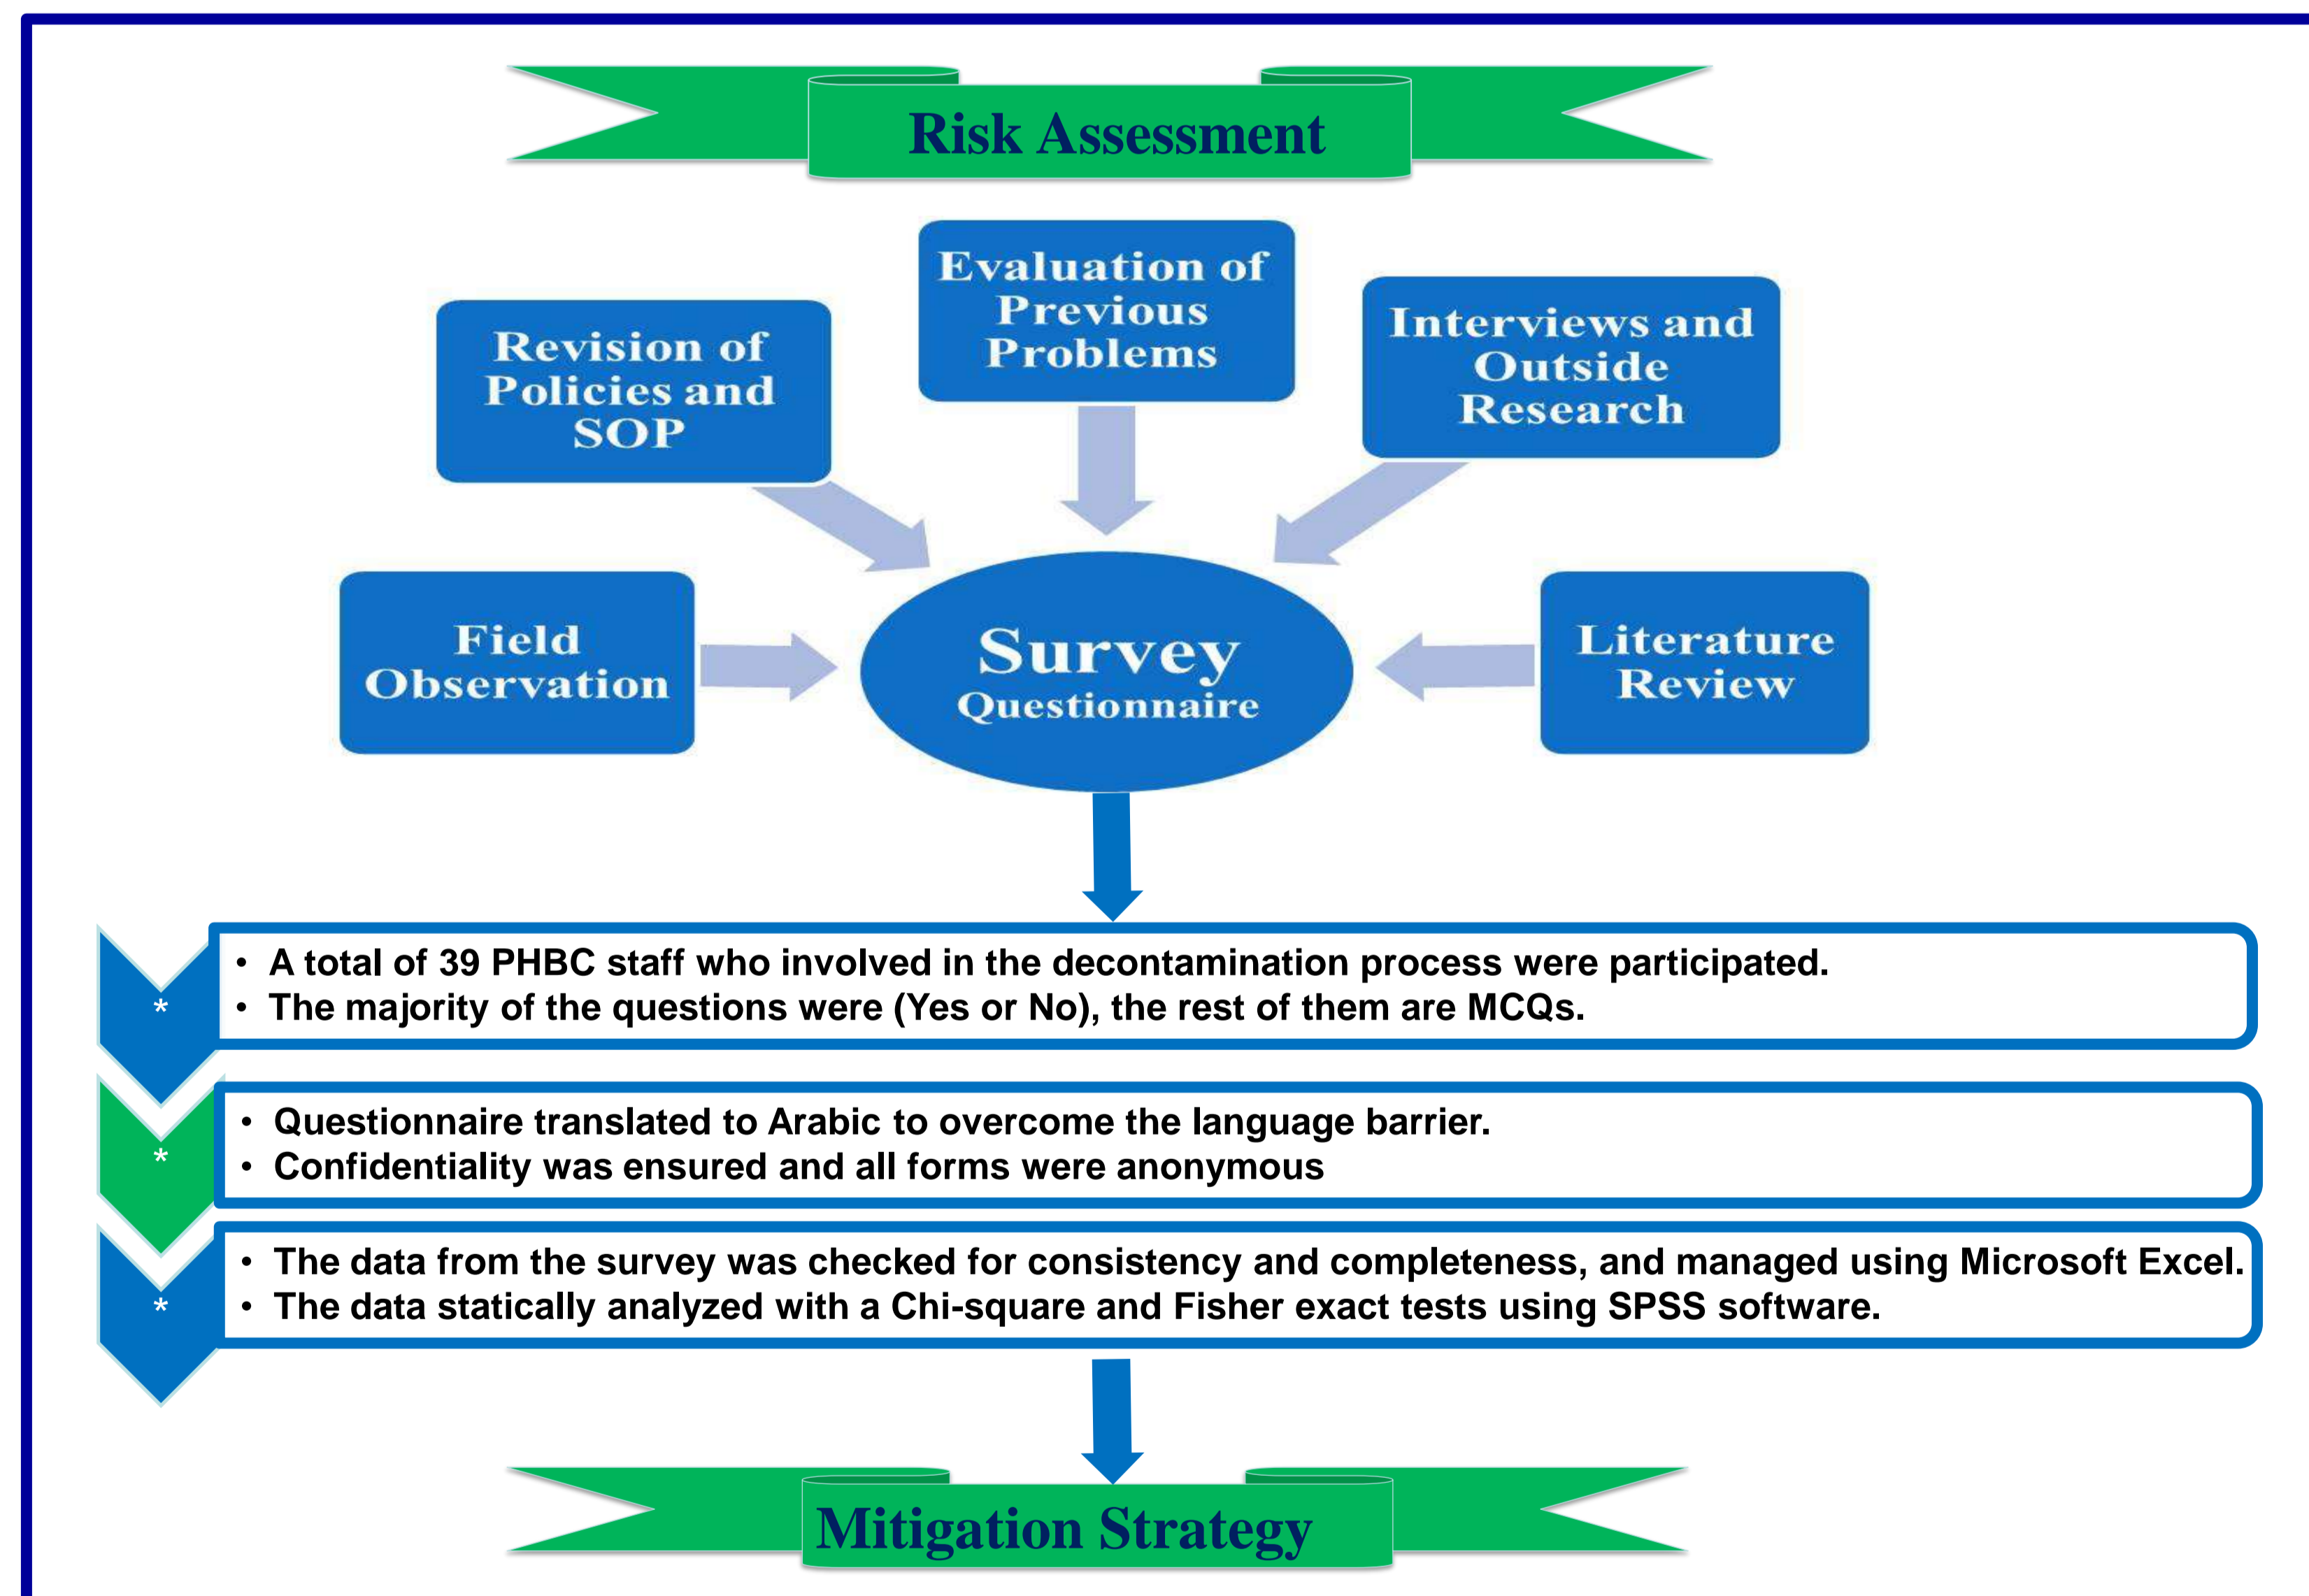 Risk Assessment
Evaluation of
Previous
Problems
Revision of
Policies and
SOP
Interviews and
Outside
Research
Field
Observation
Survey
Questionnaire
Literature
Review
*
• A total of 39 PHBC staff who involved in the decontamination process were participated.
• The majority of the questions were (Yes or No), the rest of them are MCQs.
*
• Questionnaire translated to Arabic to overcome the language barrier.
• Confidentiality was ensured and all forms were anonymous
*
• The data from the survey was checked for consistency and completeness, and managed using Microsoft Excel.
• The data statically analyzed with a Chi-square and Fisher exact tests using SPSS software.
Mitigation Strategy